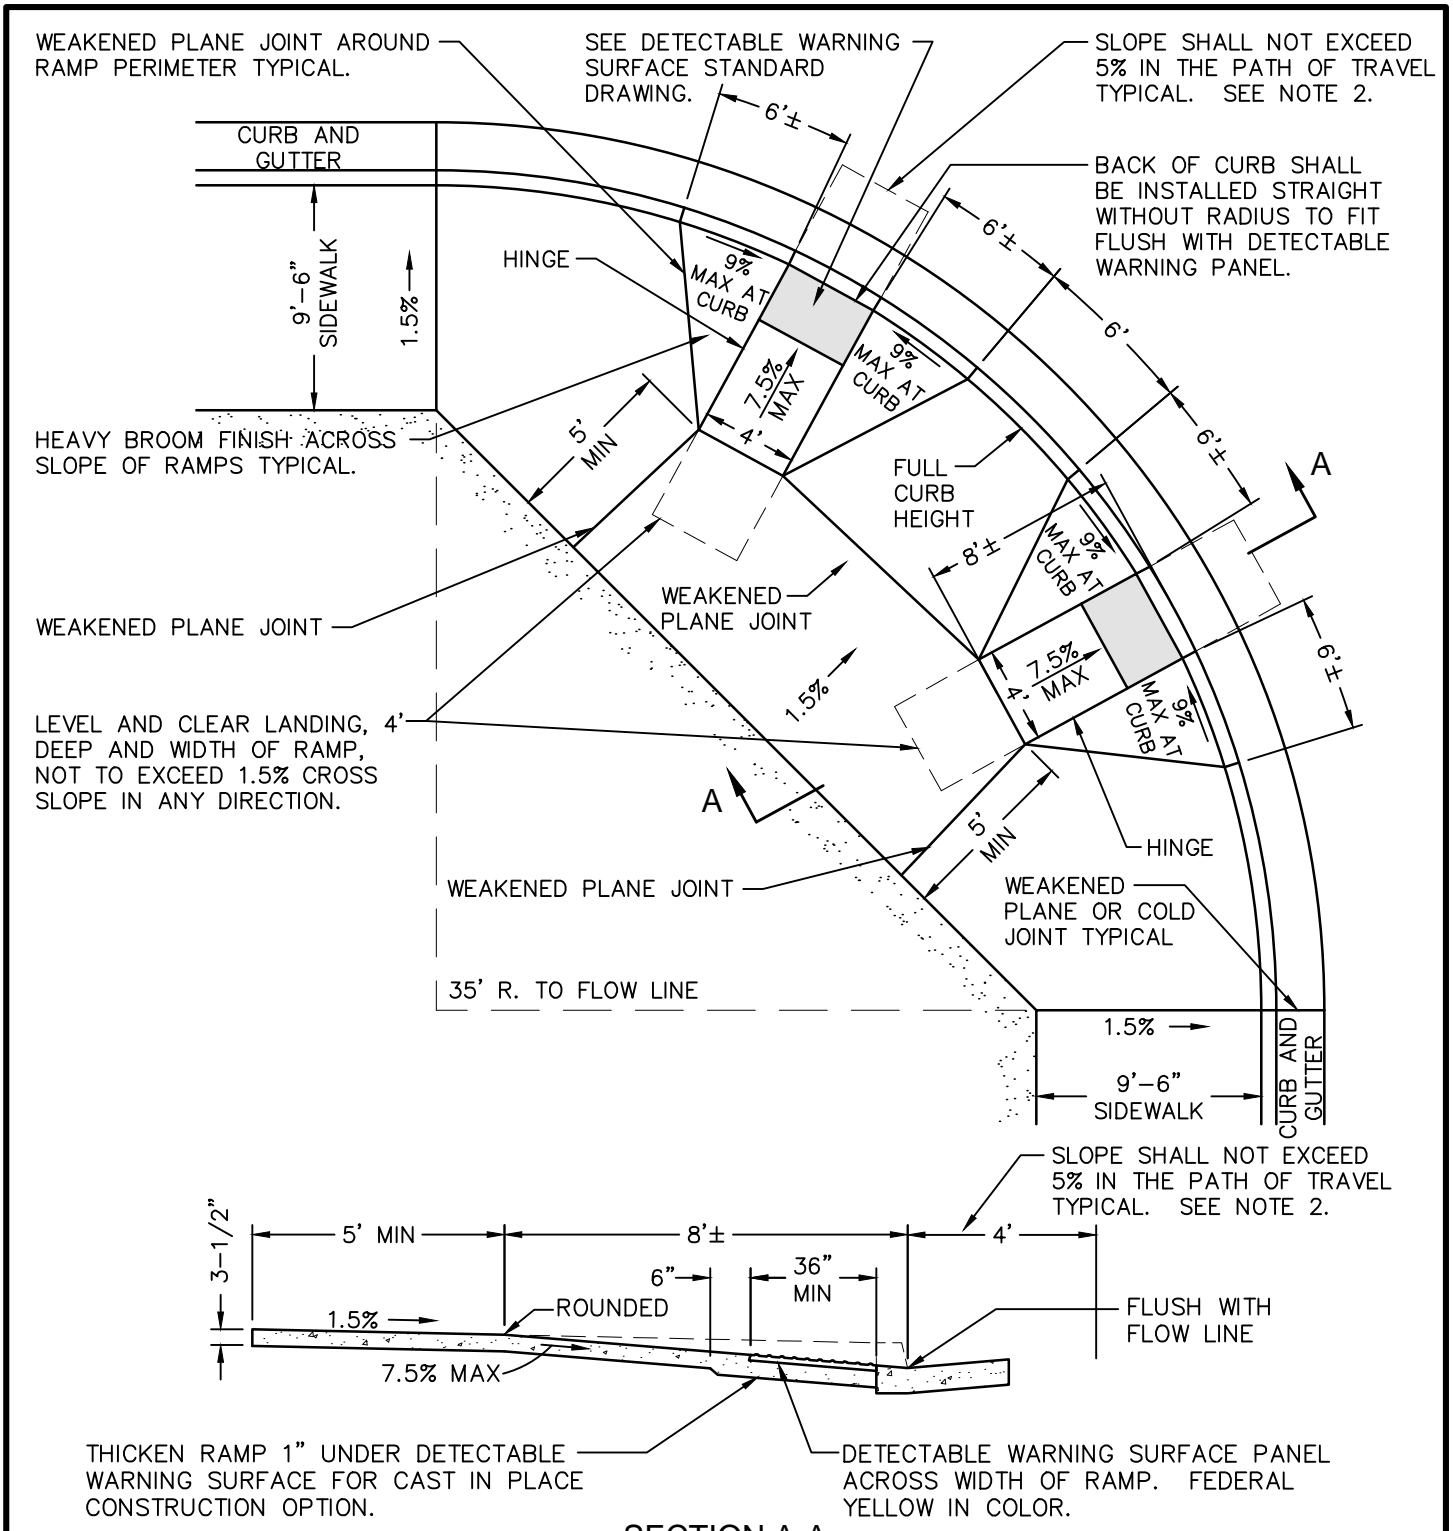 WEAKENED PLANE JOINT AROUND
RAMP PERIMETER TYPICAL.
SEE DETECTABLE WARNING
SURFACE STANDARD
DRAWING.
SLOPE SHALL NOT EXCEED
5% IN THE PATH OF TRAVEL
TYPICAL. SEE NOTE 2.
6'±
CURB AND
GUTTER
BACK OF CURB SHALL
BE INSTALLED STRAIGHT
WITHOUT RADIUS TO FIT
FLUSH WITH DETECTABLE
WARNING PANEL.
9'-6"
SIDEWALK
1.5%
HINGE
9%
MAX AT
CURB
6'±
6'
9%
MAX AT
CURB
7.5%
MAX
4'
5'
MIN
HEAVY BROOM FINISH ACROSS
SLOPE OF RAMPS TYPICAL.
6'±
A
FULL
CURB
HEIGHT
8'±
9%
MAX AT
CURB
WEAKENED
PLANE JOINT
WEAKENED PLANE JOINT
7.5%
MAX
4'
6'±
1.5%
9%
MAX AT
CURB
LEVEL AND CLEAR LANDING, 4'
DEEP AND WIDTH OF RAMP,
NOT TO EXCEED 1.5% CROSS
SLOPE IN ANY DIRECTION.
A
5'
MIN
HINGE
WEAKENED PLANE JOINT
WEAKENED
PLANE OR COLD
JOINT TYPICAL
35' R. TO FLOW LINE
1.5%
9'-6"
SIDEWALK
CURB AND
GUTTER
SLOPE SHALL NOT EXCEED
5% IN THE PATH OF TRAVEL
TYPICAL. SEE NOTE 2.
3-1/2"
5' MIN
8'±
4'
6"
36"
MIN
1.5%
ROUNDED
FLUSH WITH
FLOW LINE
7.5% MAX
THICKEN RAMP 1" UNDER DETECTABLE
WARNING SURFACE FOR CAST IN PLACE
CONSTRUCTION OPTION.
DETECTABLE WARNING SURFACE PANEL
ACROSS WIDTH OF RAMP. FEDERAL
YELLOW IN COLOR.
SECTION A-A